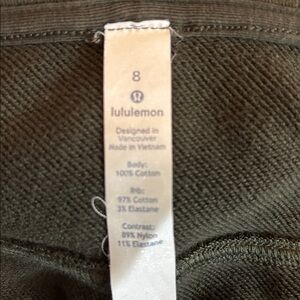 8
lululemon
Designed in
Vancouver
Made in Vietnam
Body:
100% Cotton
Rib:
97% Cotton
3% Elastane
Contrast:
89% Nylon
11% Elastane